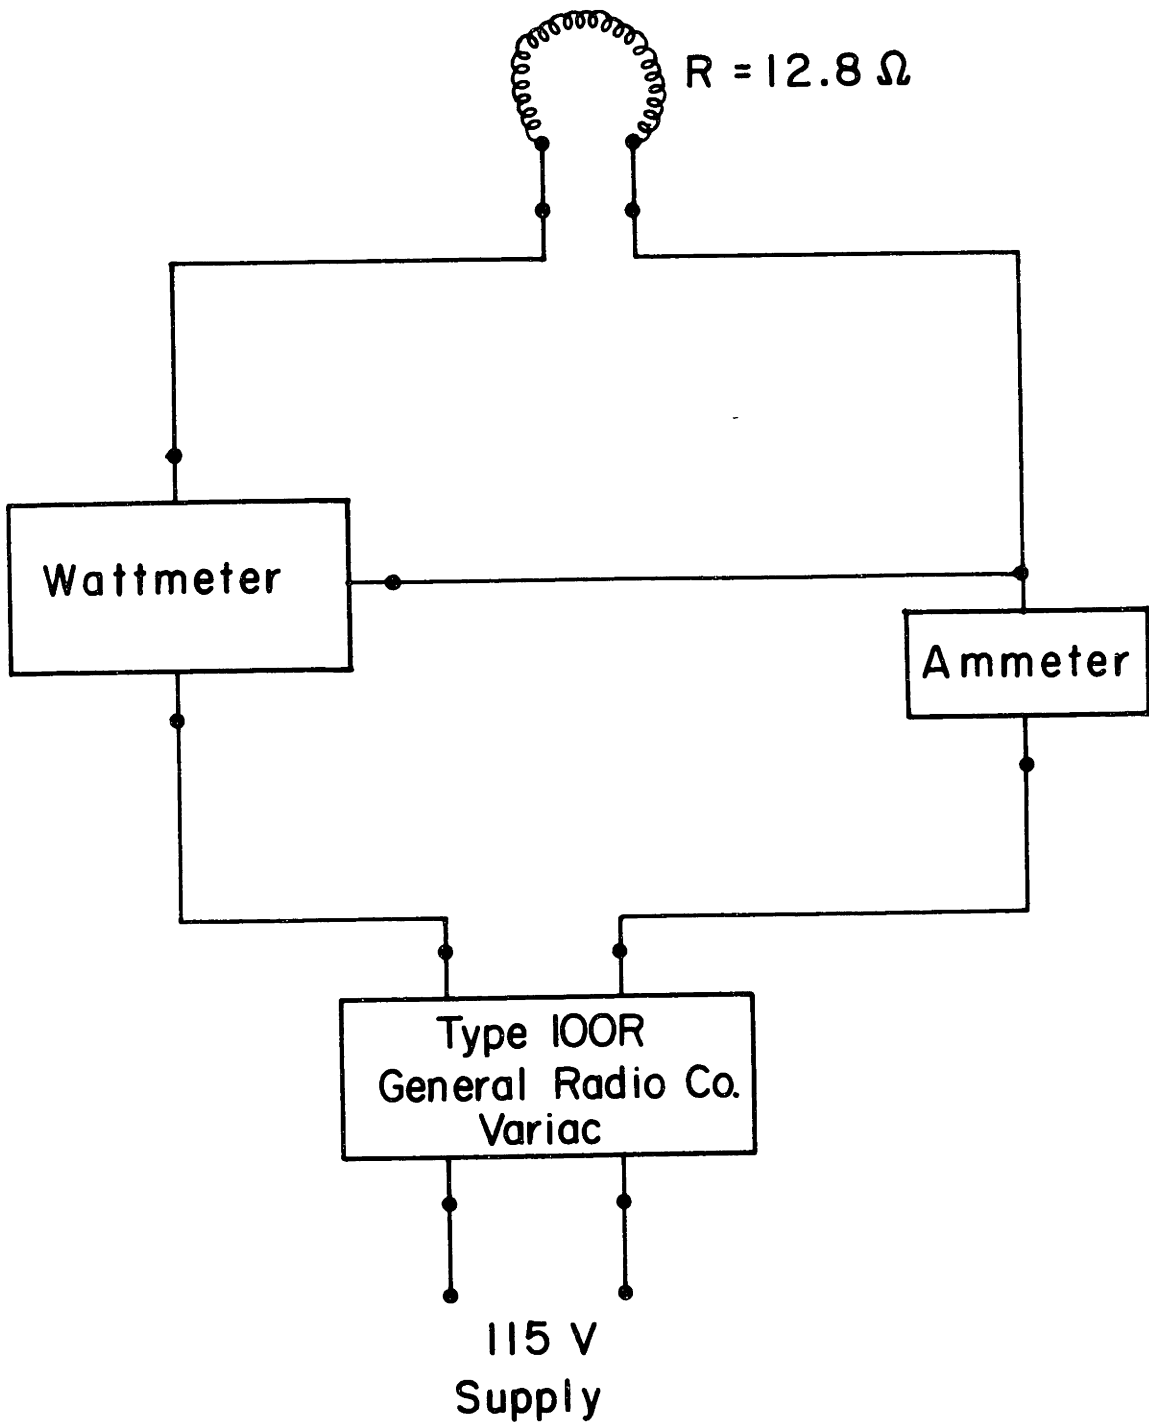 R = 12.8 Ω
Wattmeter
Ammeter
Type 100R
General Radio Co.
Variac
115 V
Supply